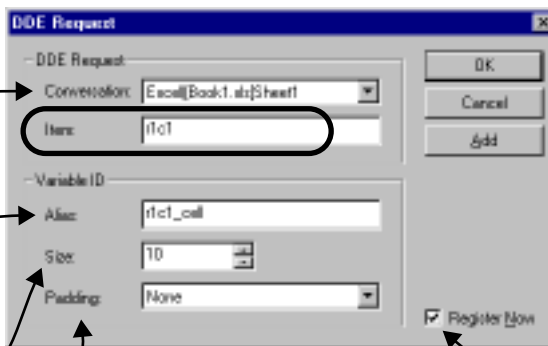 DDE Request
DDE Request
Conversation: Excel|[Book1.xls]Sheet1
Item: r1c1
OK
Cancel
Add
Variable ID
Alias: r1c1_cell
Size: 10
Padding: None
Register Now